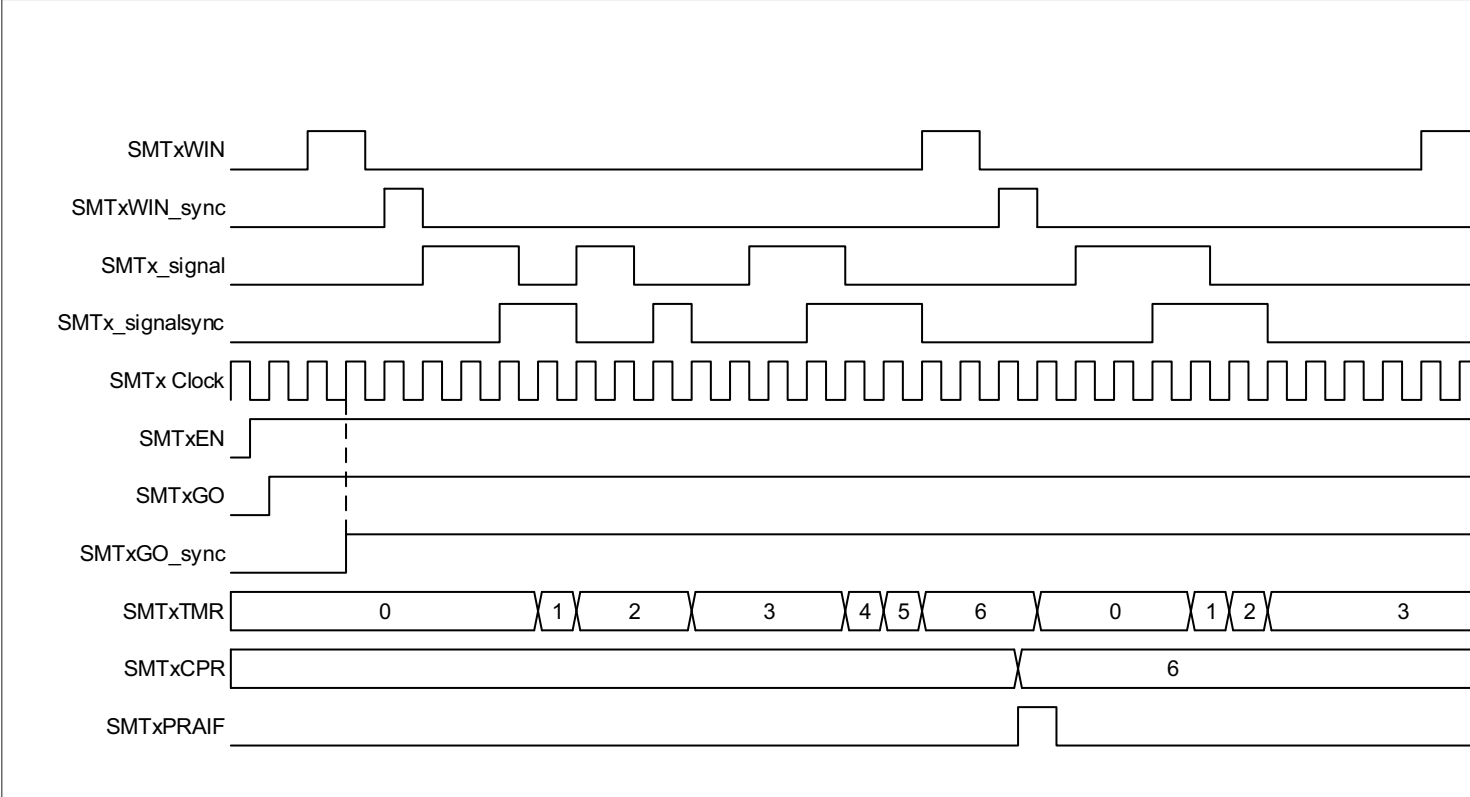 SMTxWIN
SMTxWIN_sync
SMTx_signal
SMTx_signalsync
SMTx Clock
SMTxEN
SMTxGO
SMTxGO_sync
SMTxTMR 0 1 2 3 4 5 6 0 1 2 3
SMTxCPR 6
SMTxPRAIF